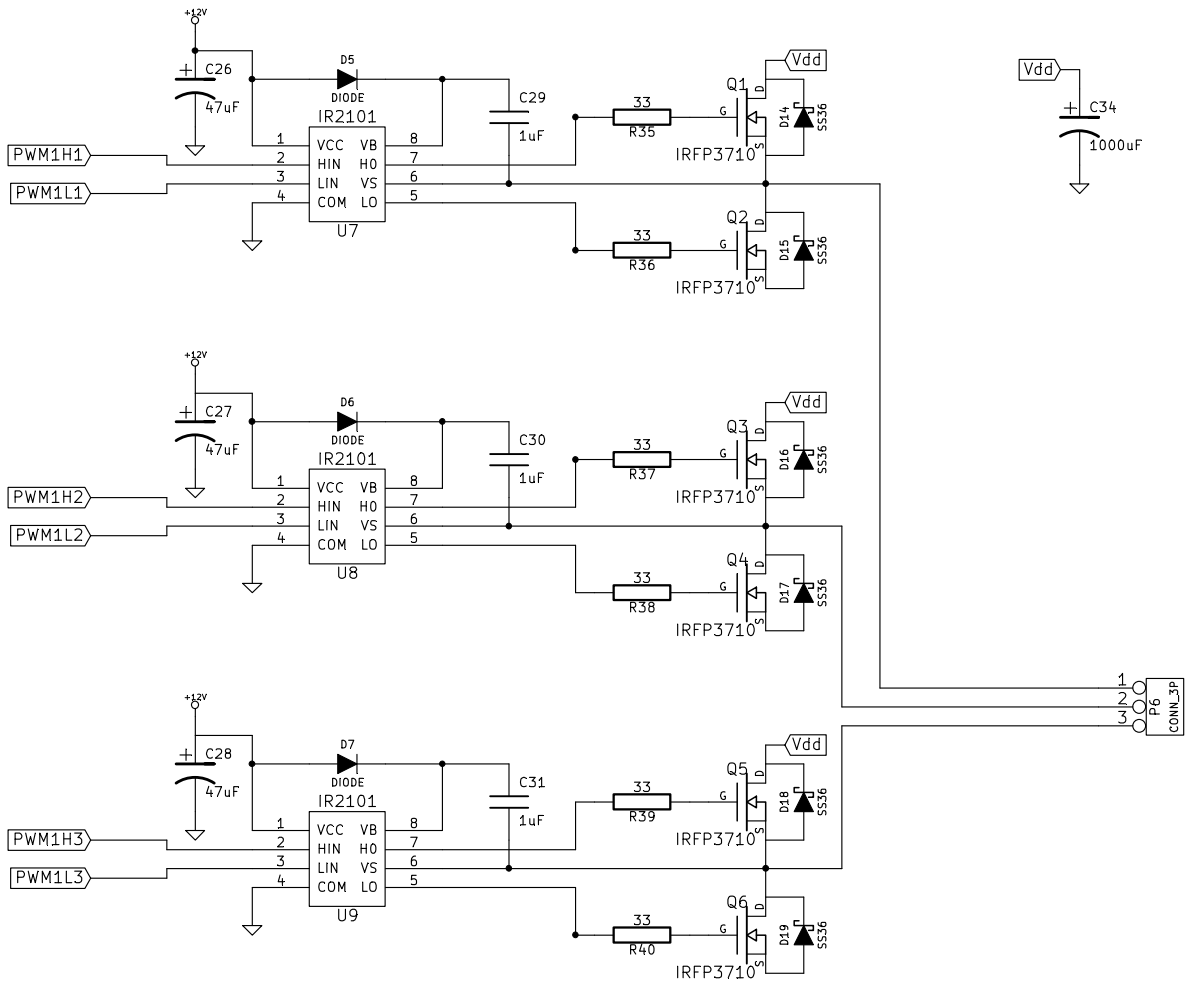 +12V
C26
47uF
D5
DIODE
IR2101
1 VCC VB 8
2 HIN HO 7
3 LIN VS 6
4 COM LO 5
U7
PWM1H1
PWM1L1
C29
1uF
33
R35
Q1
G
D
S
IRFP3710
Vdd
D14
SS36
33
R36
Q2
G
D
S
IRFP3710
D15
SS36
Vdd
C34
1000uF
+12V
C27
47uF
D6
DIODE
IR2101
1 VCC VB 8
2 HIN HO 7
3 LIN VS 6
4 COM LO 5
U8
PWM1H2
PWM1L2
C30
1uF
33
R37
Q3
G
D
S
IRFP3710
Vdd
D16
SS36
33
R38
Q4
G
D
S
IRFP3710
D17
SS36
1
2
3
P6
CONN_3P
+12V
C28
47uF
D7
DIODE
IR2101
1 VCC VB 8
2 HIN HO 7
3 LIN VS 6
4 COM LO 5
U9
PWM1H3
PWM1L3
C31
1uF
33
R39
Q5
G
D
S
IRFP3710
Vdd
D18
SS36
33
R40
Q6
G
D
S
IRFP3710
D19
SS36